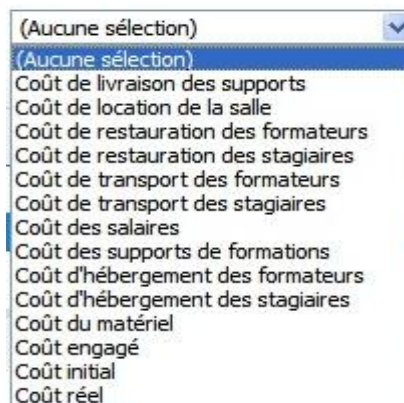 (Aucune sélection)
(Aucune sélection)
Coût de livraison des supports
Coût de location de la salle
Coût de restauration des formateurs
Coût de restauration des stagiaires
Coût de transport des formateurs
Coût de transport des stagiaires
Coût des salaires
Coût des supports de formations
Coût d'hébergement des formateurs
Coût d'hébergement des stagiaires
Coût du matériel
Coût engagé
Coût initial
Coût réel